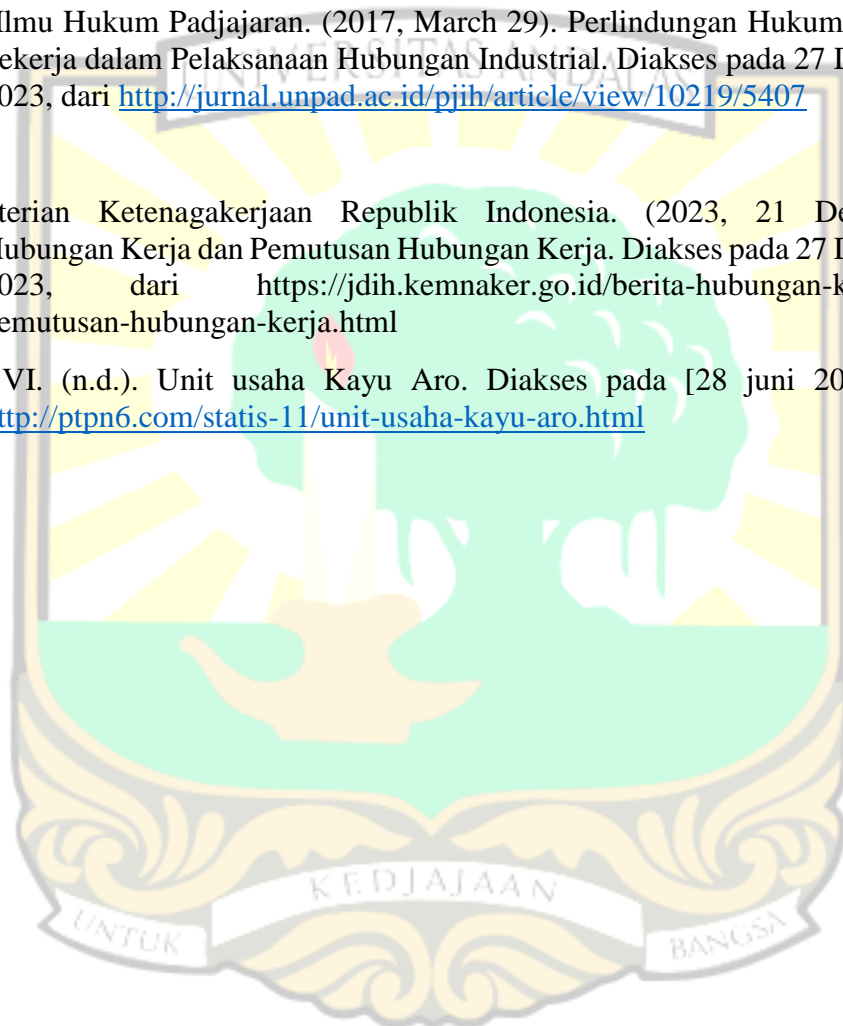 Ilmu Hukum Padjajaran. (2017, March 29). Perlindungan Hukum
ekerja dalam Pelaksanaan Hubungan Industrial. Diakses pada 27
023, dari http://jurnal.unpad.ac.id/pjih/article/view/10219/5407
UNIVERSITAS ANDALAS
terian Ketenagakerjaan Republik Indonesia. (2023, 21 De
Hubungan Kerja dan Pemutusan Hubungan Kerja. Diakses pada 27
023, dari https://jdih.kemnaker.go.id/berita-hubungan-k
emutusan-hubungan-kerja.html
VI. (n.d.). Unit usaha Kayu Aro. Diakses pada [28 juni 20
ttp://ptpn6.com/statis-11/unit-usaha-kayu-aro.html
UNTUK KEDJAJAAN BANGSA